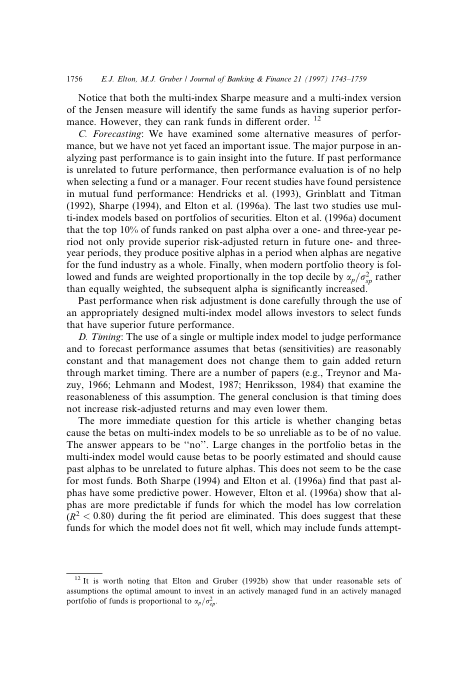 1756 E.J. Elton, M.J. Gruber / Journal of Banking & Finance 21 (1997) 1743–1759
Notice that both the multi-index Sharpe measure and a multi-index version
of the Jensen measure will identify the same funds as having superior perfor-
mance. However, they can rank funds in different order. 12
C. Forecasting: We have examined some alternative measures of perfor-
mance, but we have not yet faced an important issue. The major purpose in an-
alyzing past performance is to gain insight into the future. If past performance
is unrelated to future performance, then performance evaluation is of no help
when selecting a fund or a manager. Four recent studies have found persistence
in mutual fund performance: Hendricks et al. (1993), Grinblatt and Titman
(1992), Sharpe (1994), and Elton et al. (1996a). The last two studies use mul-
ti-index models based on portfolios of securities. Elton et al. (1996a) document
that the top 10% of funds ranked on past alpha over a one- and three-year pe-
riod not only provide superior risk-adjusted return in future one- and three-
year periods, they produce positive alphas in a period when alphas are negative
for the fund industry as a whole. Finally, when modern portfolio theory is fol-
lowed and funds are weighted proportionally in the top decile by αp/σ²εp rather
than equally weighted, the subsequent alpha is significantly increased.
Past performance when risk adjustment is done carefully through the use of
an appropriately designed multi-index model allows investors to select funds
that have superior future performance.
D. Timing: The use of a single or multiple index model to judge performance
and to forecast performance assumes that betas (sensitivities) are reasonably
constant and that management does not change them to gain added return
through market timing. There are a number of papers (e.g., Treynor and Ma-
zuy, 1966; Lehmann and Modest, 1987; Henriksson, 1984) that examine the
reasonableness of this assumption. The general conclusion is that timing does
not increase risk-adjusted returns and may even lower them.
The more immediate question for this article is whether changing betas
cause the betas on multi-index models to be so unreliable as to be of no value.
The answer appears to be ‘‘no’’. Large changes in the portfolio betas in the
multi-index model would cause betas to be poorly estimated and should cause
past alphas to be unrelated to future alphas. This does not seem to be the case
for most funds. Both Sharpe (1994) and Elton et al. (1996a) find that past al-
phas have some predictive power. However, Elton et al. (1996a) show that al-
phas are more predictable if funds for which the model has low correlation
(R² < 0.80) during the fit period are eliminated. This does suggest that these
funds for which the model does not fit well, which may include funds attempt-
12 It is worth noting that Elton and Gruber (1992b) show that under reasonable sets of
assumptions the optimal amount to invest in an actively managed fund in an actively managed
portfolio of funds is proportional to αp/σ²εp.